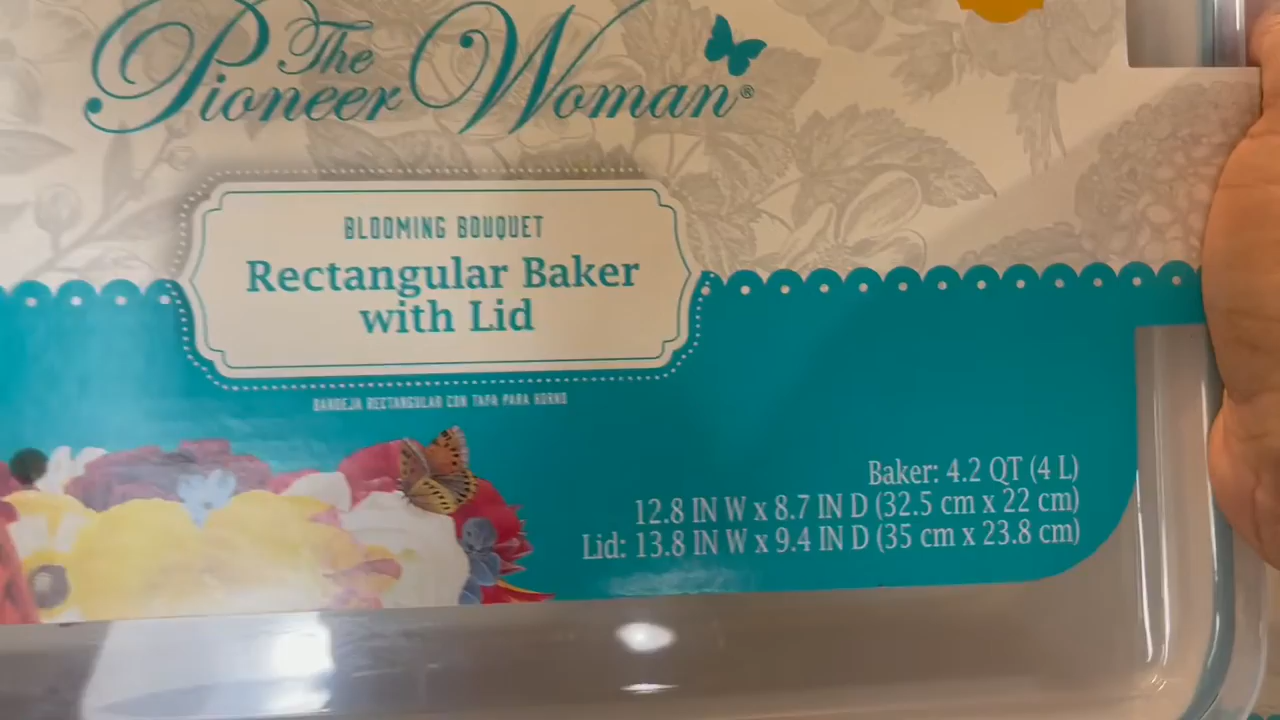 The
Pioneer Woman®
BLOOMING BOUQUET
Rectangular Baker
with Lid
BANDEJA RECTANGULAR CON TAPA PARA HORNO
Baker: 4.2 QT (4 L)
12.8 IN W x 8.7 IN D (32.5 cm x 22 cm)
Lid: 13.8 IN W x 9.4 IN D (35 cm x 23.8 cm)